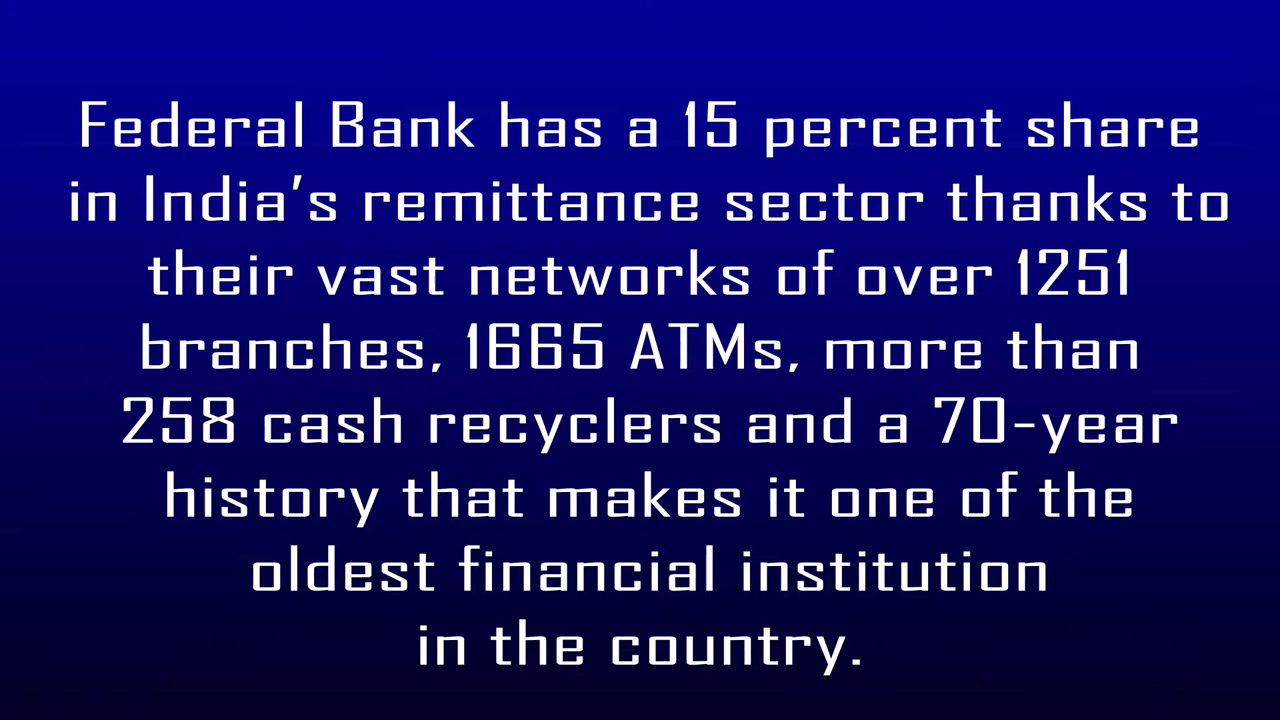 Federal Bank has a 15 percent share
in India’s remittance sector thanks to
their vast networks of over 1251
branches, 1665 ATMs, more than
258 cash recyclers and a 70-year
history that makes it one of the
oldest financial institution
in the country.